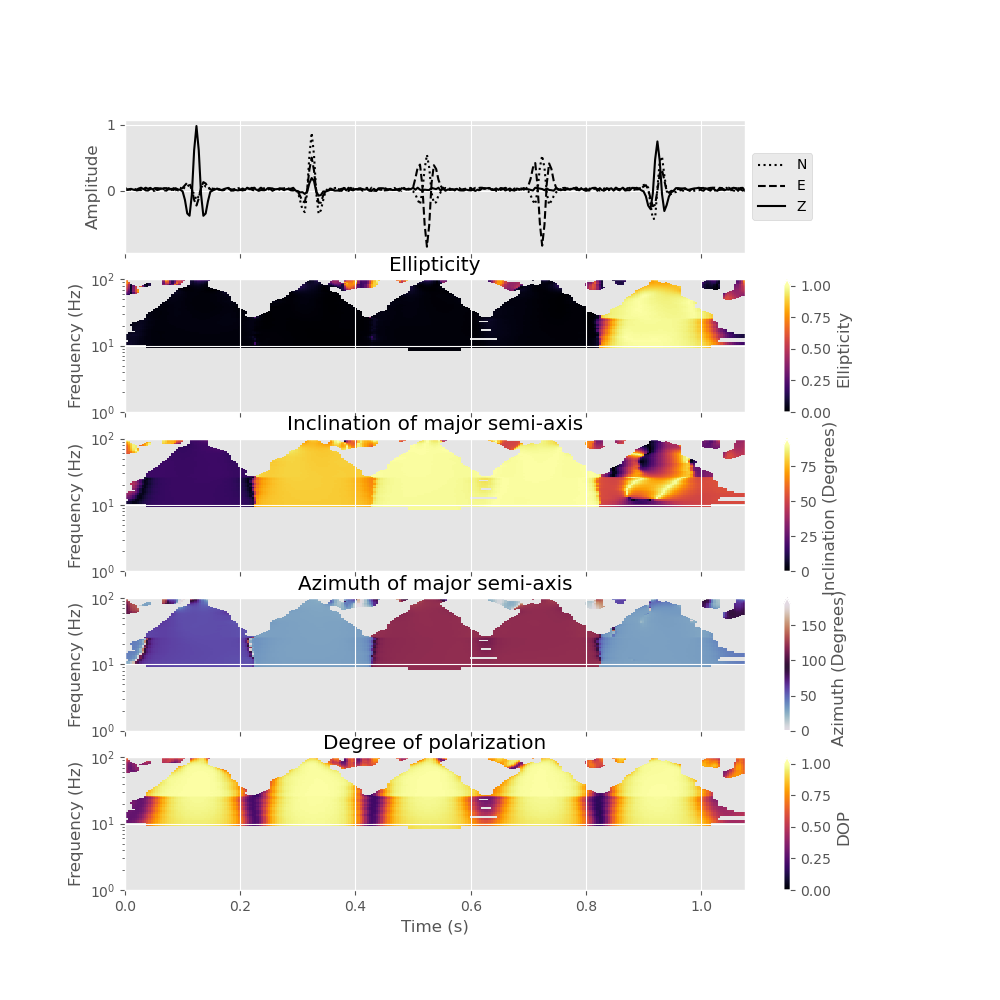 1
0
Amplitude
N
E
Z
Ellipticity
10²
10¹
10⁰
Frequency (Hz)
1.00
0.75
0.50
0.25
0.00
Ellipticity
Inclination of major semi-axis
10²
10¹
10⁰
Frequency (Hz)
75
50
25
0
Inclination (Degrees)
Azimuth of major semi-axis
10²
10¹
10⁰
Frequency (Hz)
150
100
50
0
Azimuth (Degrees)
Degree of polarization
10²
10¹
10⁰
Frequency (Hz)
1.00
0.75
0.50
0.25
0.00
DOP
0.0 0.2 0.4 0.6 0.8 1.0
Time (s)